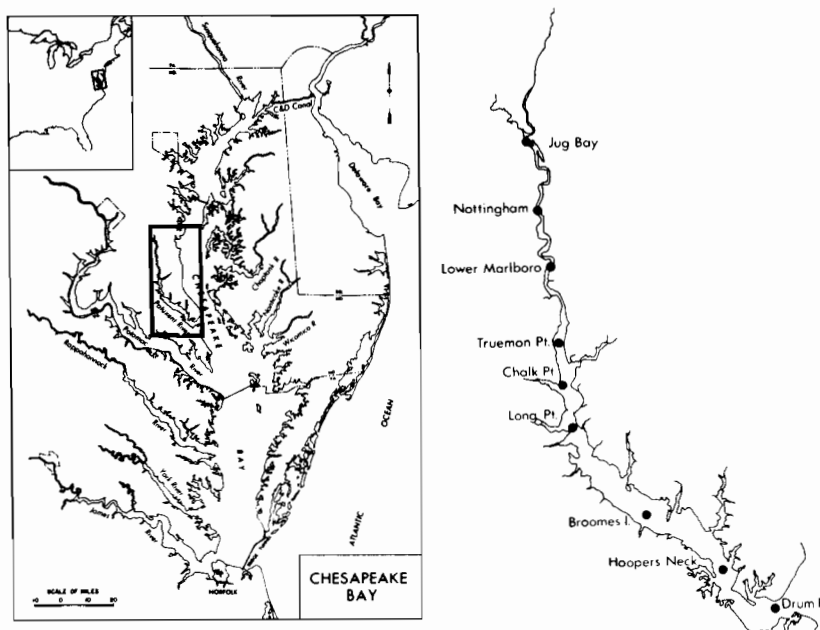 Susquehanna
River
C&D Canal
Delaware
BAY
CHESAPEAKE
Choptank R
Nanticoke R
Wicomico R
Patuxent R
Potomac
River
Rappahannock
River
OCEAN
BAY
York River
James
River
ATLANTIC
NORFOLK
SCALE OF MILES
10 0 10 20
CHESAPEAKE
BAY
Jug Bay
Nottingham
Lower Marlboro
Truemon Pt.
Chalk Pt
Long Pt.
Broomes I.
Hoopers Neck
Drum